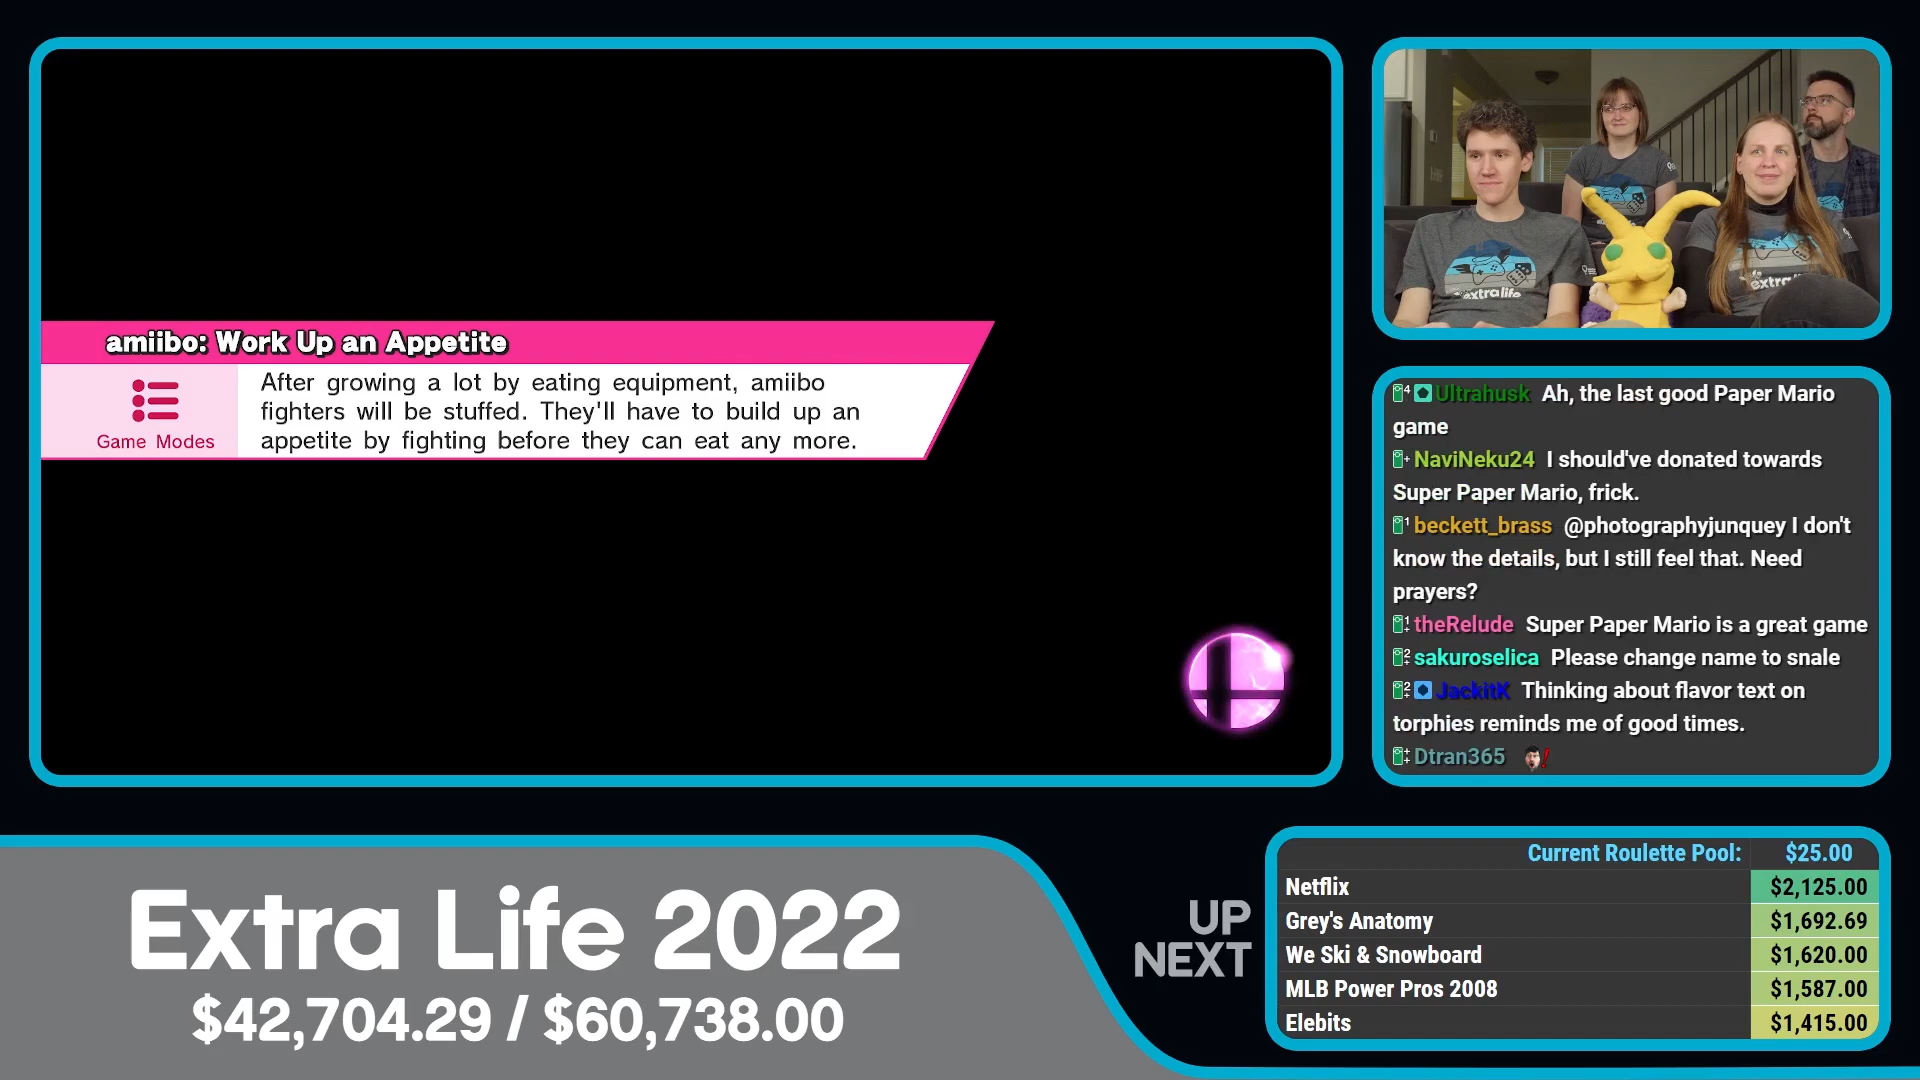 amiibo: Work Up an Appetite
Game Modes
After growing a lot by eating equipment, amiibo
fighters will be stuffed. They'll have to build up an
appetite by fighting before they can eat any more.
extralife
Ultrahusk Ah, the last good Paper Mario
game
NaviNeku24 I should've donated towards
Super Paper Mario, frick.
beckett_brass @photographyjunquey I don't
know the details, but I still feel that. Need
prayers?
theRelude Super Paper Mario is a great game
sakuroselica Please change name to snale
JackitK Thinking about flavor text on
torphies reminds me of good times.
Dtran365
Extra Life 2022
$42,704.29 / $60,738.00
UP
NEXT
Current Roulette Pool: $25.00
Netflix $2,125.00
Grey's Anatomy $1,692.69
We Ski & Snowboard $1,620.00
MLB Power Pros 2008 $1,587.00
Elebits $1,415.00